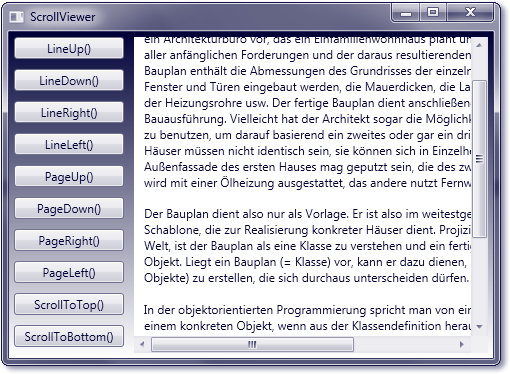 ScrollViewer
LineUp()
LineDown()
LineRight()
LineLeft()
PageUp()
PageDown()
PageRight()
PageLeft()
ScrollToTop()
ScrollToBottom()
ein Architekturbüro vor, das ein Einfamilienwohnhaus plant un
aller anfänglichen Forderungen und der daraus resultierenden
Bauplan enthält die Abmessungen des Grundrisses der einzeln
Fenster und Türen eingebaut werden, die Mauerdicken, die La
der Heizungsrohre usw. Der fertige Bauplan dient anschließen
Bauausführung. Vielleicht hat der Architekt sogar die Möglichk
zu benutzen, um darauf basierend ein zweites oder gar ein dri
Häuser müssen nicht identisch sein, sie können sich in Einzelhe
Außenfassade des ersten Hauses mag geputzt sein, die des zw
wird mit einer Ölheizung ausgestattet, das andere nutzt Fernw
Der Bauplan dient also nur als Vorlage. Er ist also im weitestge
Schablone, die zur Realisierung konkreter Häuser dient. Projizi
Welt, ist der Bauplan als eine Klasse zu verstehen und ein fertig
Objekt. Liegt ein Bauplan (= Klasse) vor, kann er dazu dienen,
Objekte) zu erstellen, die sich durchaus unterscheiden dürfen.
In der objektorientierten Programmierung spricht man von ein
einem konkreten Objekt, wenn aus der Klassendefinition herau